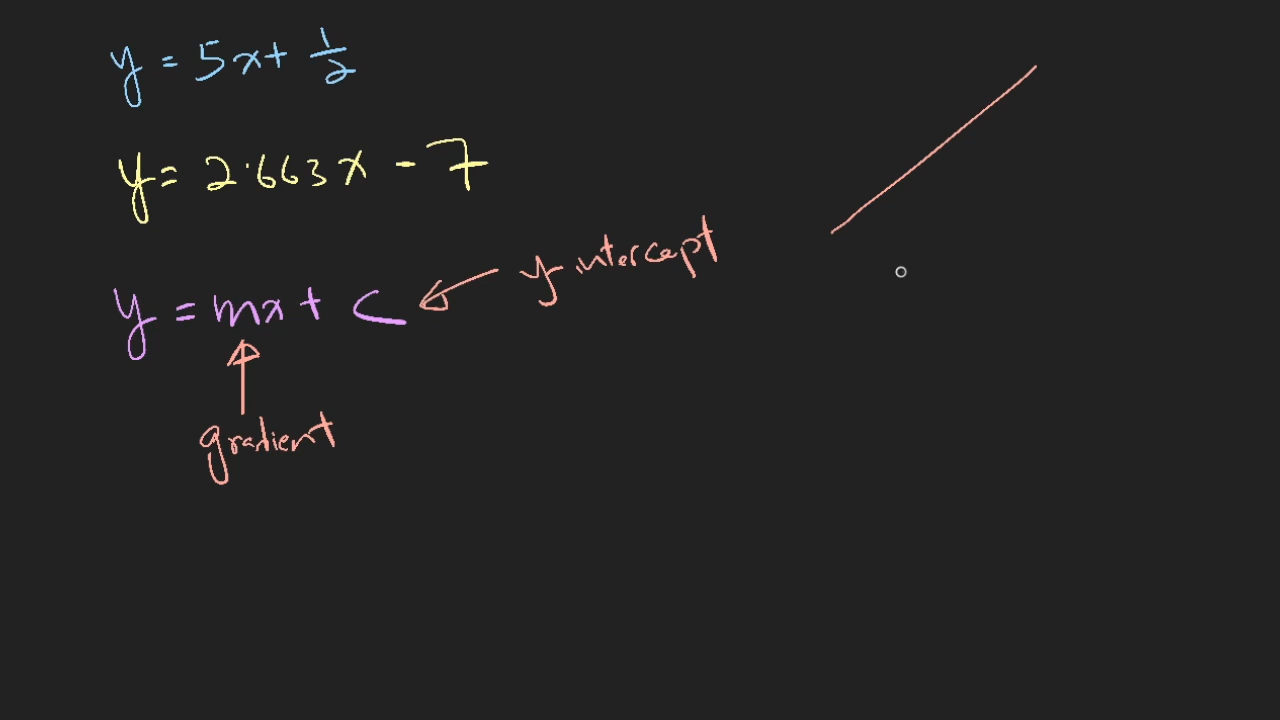 y = 5x + 1/2
y = 2.663x - 7
y = mx + c
y intercept
gradient